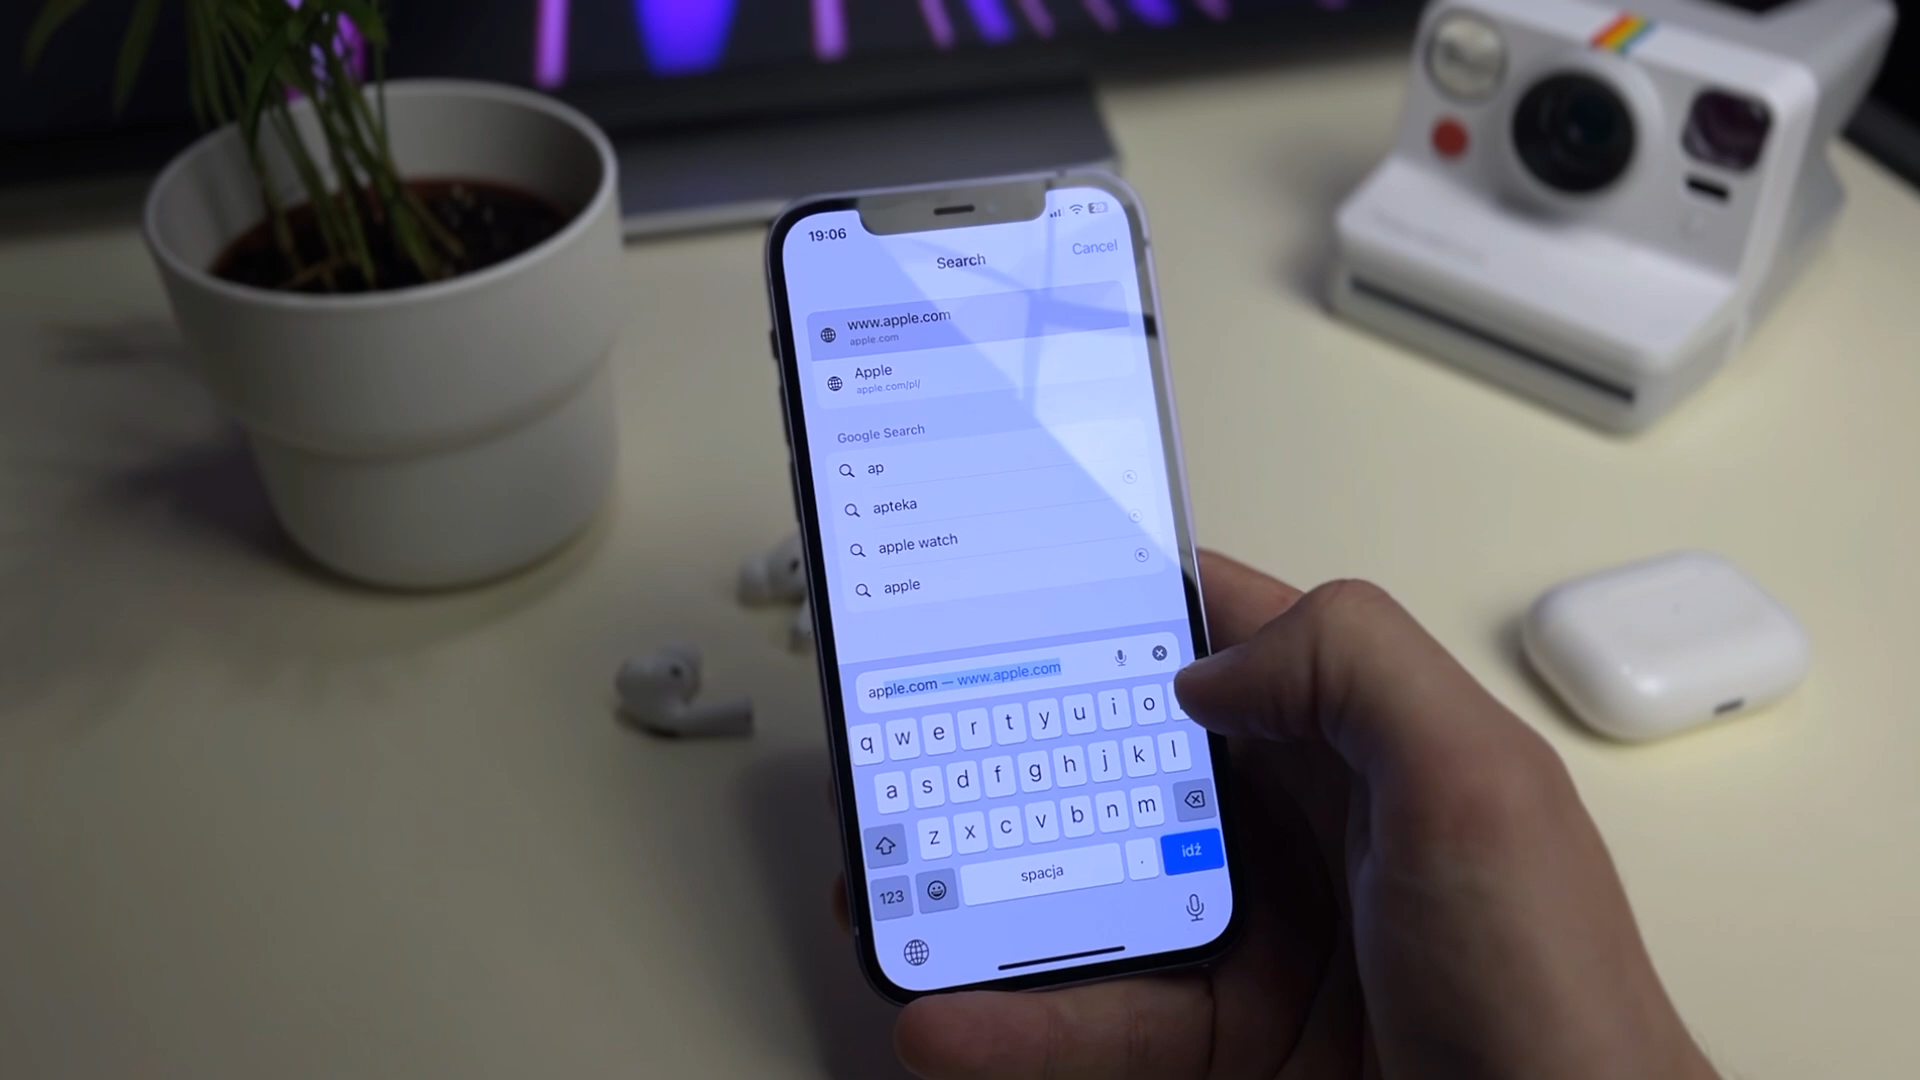 19:06
Search
Cancel
www.apple.com
apple.com
Apple
apple.com/pl/
Google Search
ap
apteka
apple watch
apple
apple.com — www.apple.com
q w e r t y u i o
a s d f g h j k l
z x c v b n m
123
spacja
.
idź